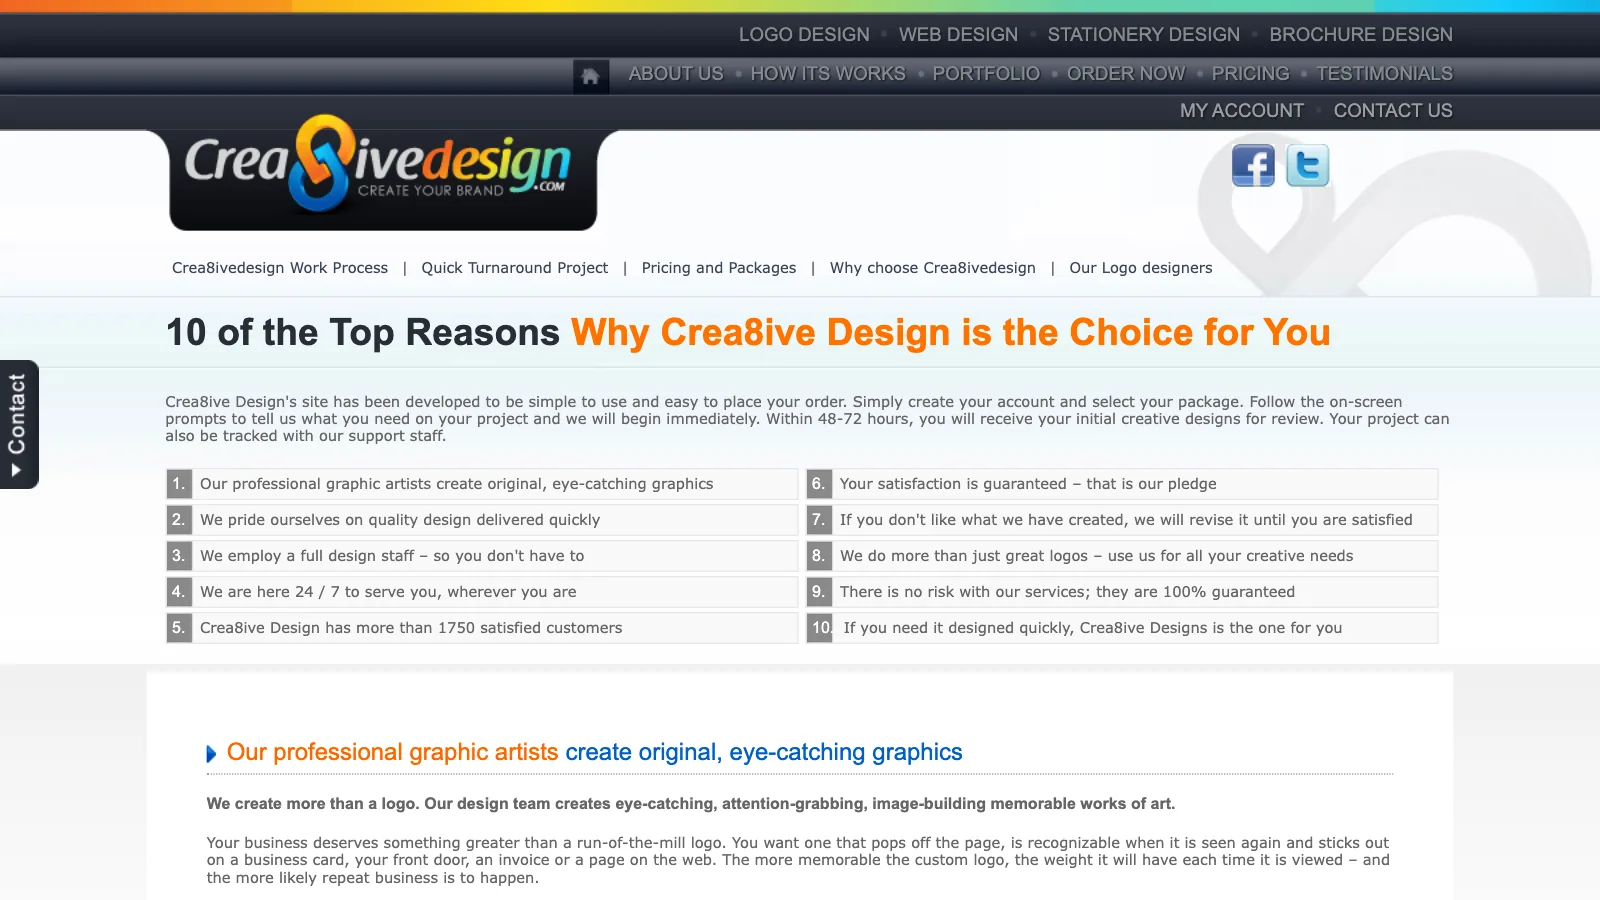 LOGO DESIGN • WEB DESIGN • STATIONERY DESIGN • BROCHURE DESIGN
ABOUT US • HOW ITS WORKS • PORTFOLIO • ORDER NOW • PRICING • TESTIMONIALS
MY ACCOUNT • CONTACT US
Crea8ivedesign
CREATE YOUR BRAND .COM
Crea8ivedesign Work Process | Quick Turnaround Project | Pricing and Packages | Why choose Crea8ivedesign | Our Logo designers
10 of the Top Reasons Why Crea8ive Design is the Choice for You
Contact
Crea8ive Design's site has been developed to be simple to use and easy to place your order. Simply create your account and select your package. Follow the on-screen
prompts to tell us what you need on your project and we will begin immediately. Within 48-72 hours, you will receive your initial creative designs for review. Your project can
also be tracked with our support staff.
1. Our professional graphic artists create original, eye-catching graphics
2. We pride ourselves on quality design delivered quickly
3. We employ a full design staff – so you don't have to
4. We are here 24 / 7 to serve you, wherever you are
5. Crea8ive Design has more than 1750 satisfied customers
6. Your satisfaction is guaranteed – that is our pledge
7. If you don't like what we have created, we will revise it until you are satisfied
8. We do more than just great logos – use us for all your creative needs
9. There is no risk with our services; they are 100% guaranteed
10. If you need it designed quickly, Crea8ive Designs is the one for you
Our professional graphic artists create original, eye-catching graphics
We create more than a logo. Our design team creates eye-catching, attention-grabbing, image-building memorable works of art.
Your business deserves something greater than a run-of-the-mill logo. You want one that pops off the page, is recognizable when it is seen again and sticks out
on a business card, your front door, an invoice or a page on the web. The more memorable the custom logo, the weight it will have each time it is viewed – and
the more likely repeat business is to happen.